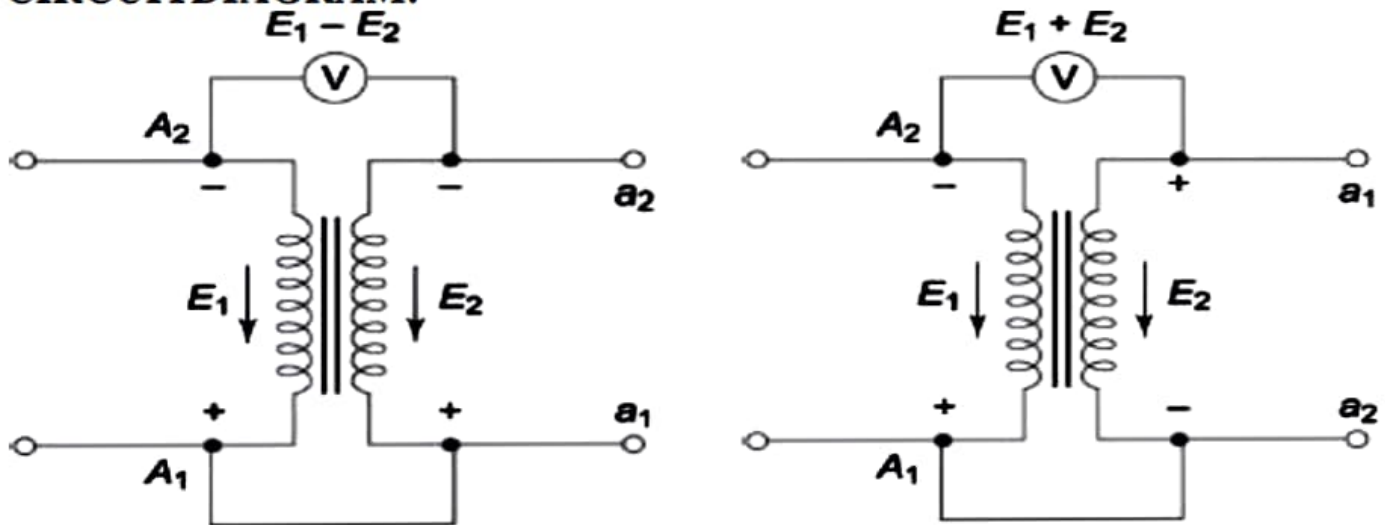 E₁ – E₂
V
A₂
–
–
a₂
E₁
E₂
+
+
a₁
A₁
E₁ + E₂
V
A₂
–
+
a₁
E₁
E₂
+
–
a₂
A₁